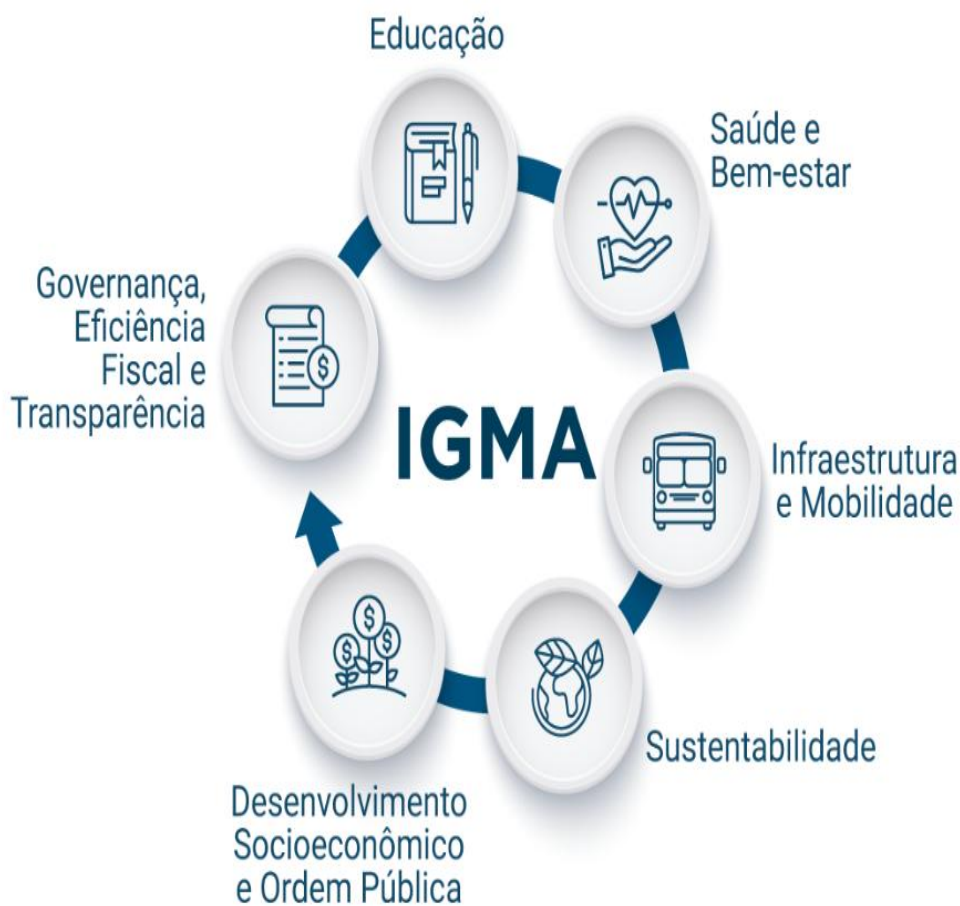 Educação
Saúde e
Bem-estar
Governança,
Eficiência
Fiscal e
Transparência
IGMA
Infraestrutura
e Mobilidade
Sustentabilidade
Desenvolvimento
Socioeconômico
e Ordem Pública